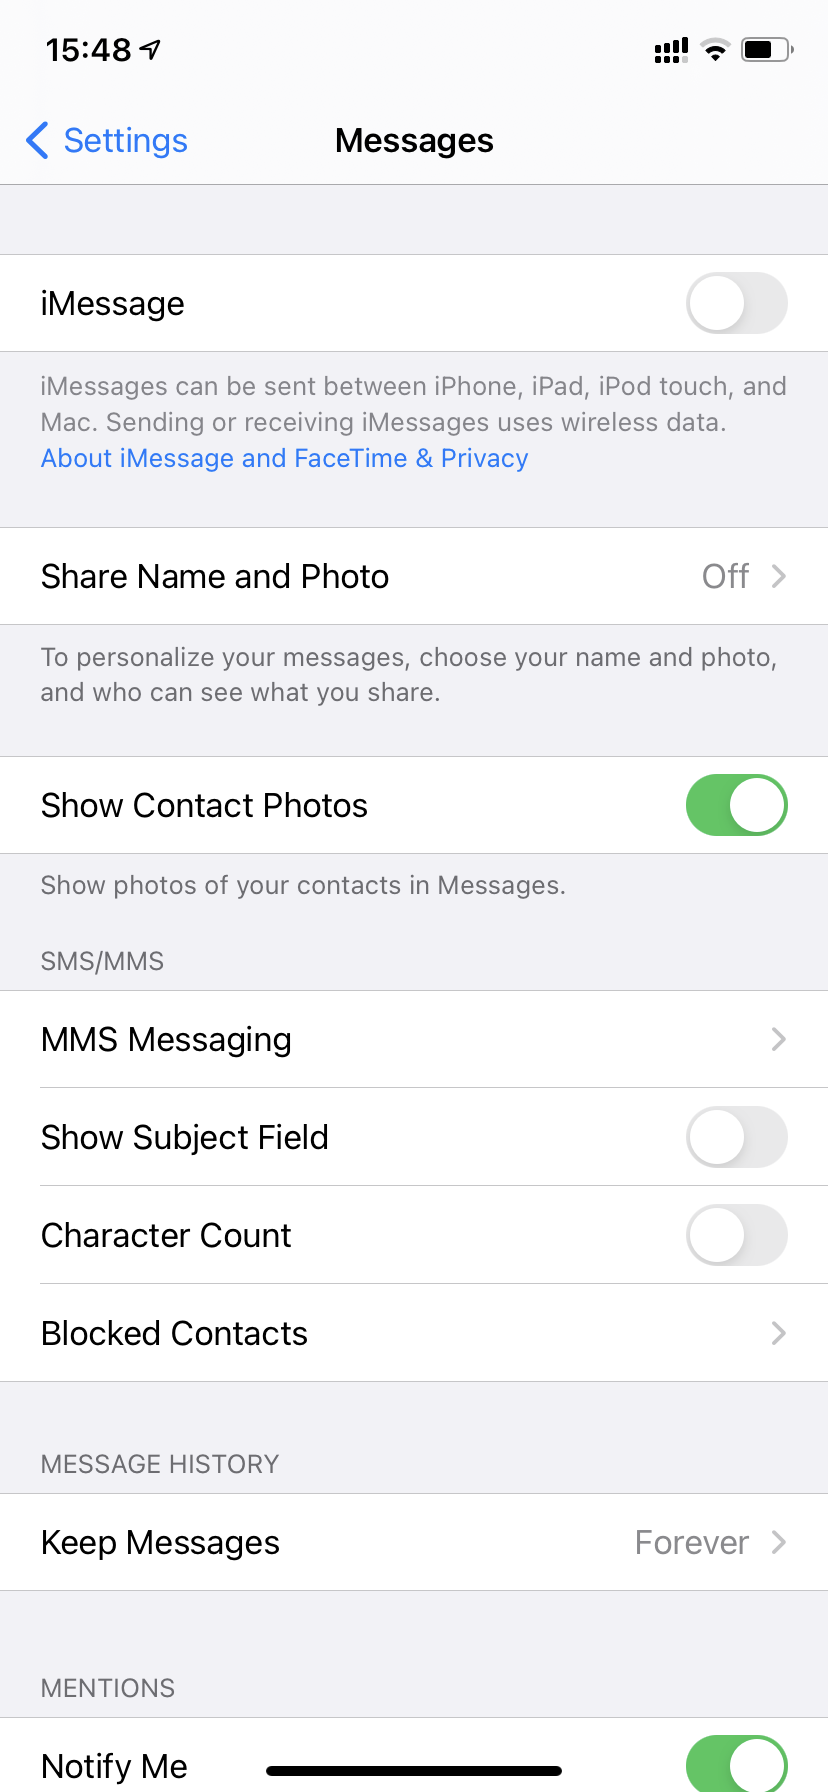 15:48
Settings
Messages
iMessage
iMessages can be sent between iPhone, iPad, iPod touch, and
Mac. Sending or receiving iMessages uses wireless data.
About iMessage and FaceTime & Privacy
Share Name and Photo Off
To personalize your messages, choose your name and photo,
and who can see what you share.
Show Contact Photos
Show photos of your contacts in Messages.
SMS/MMS
MMS Messaging
Show Subject Field
Character Count
Blocked Contacts
MESSAGE HISTORY
Keep Messages Forever
MENTIONS
Notify Me